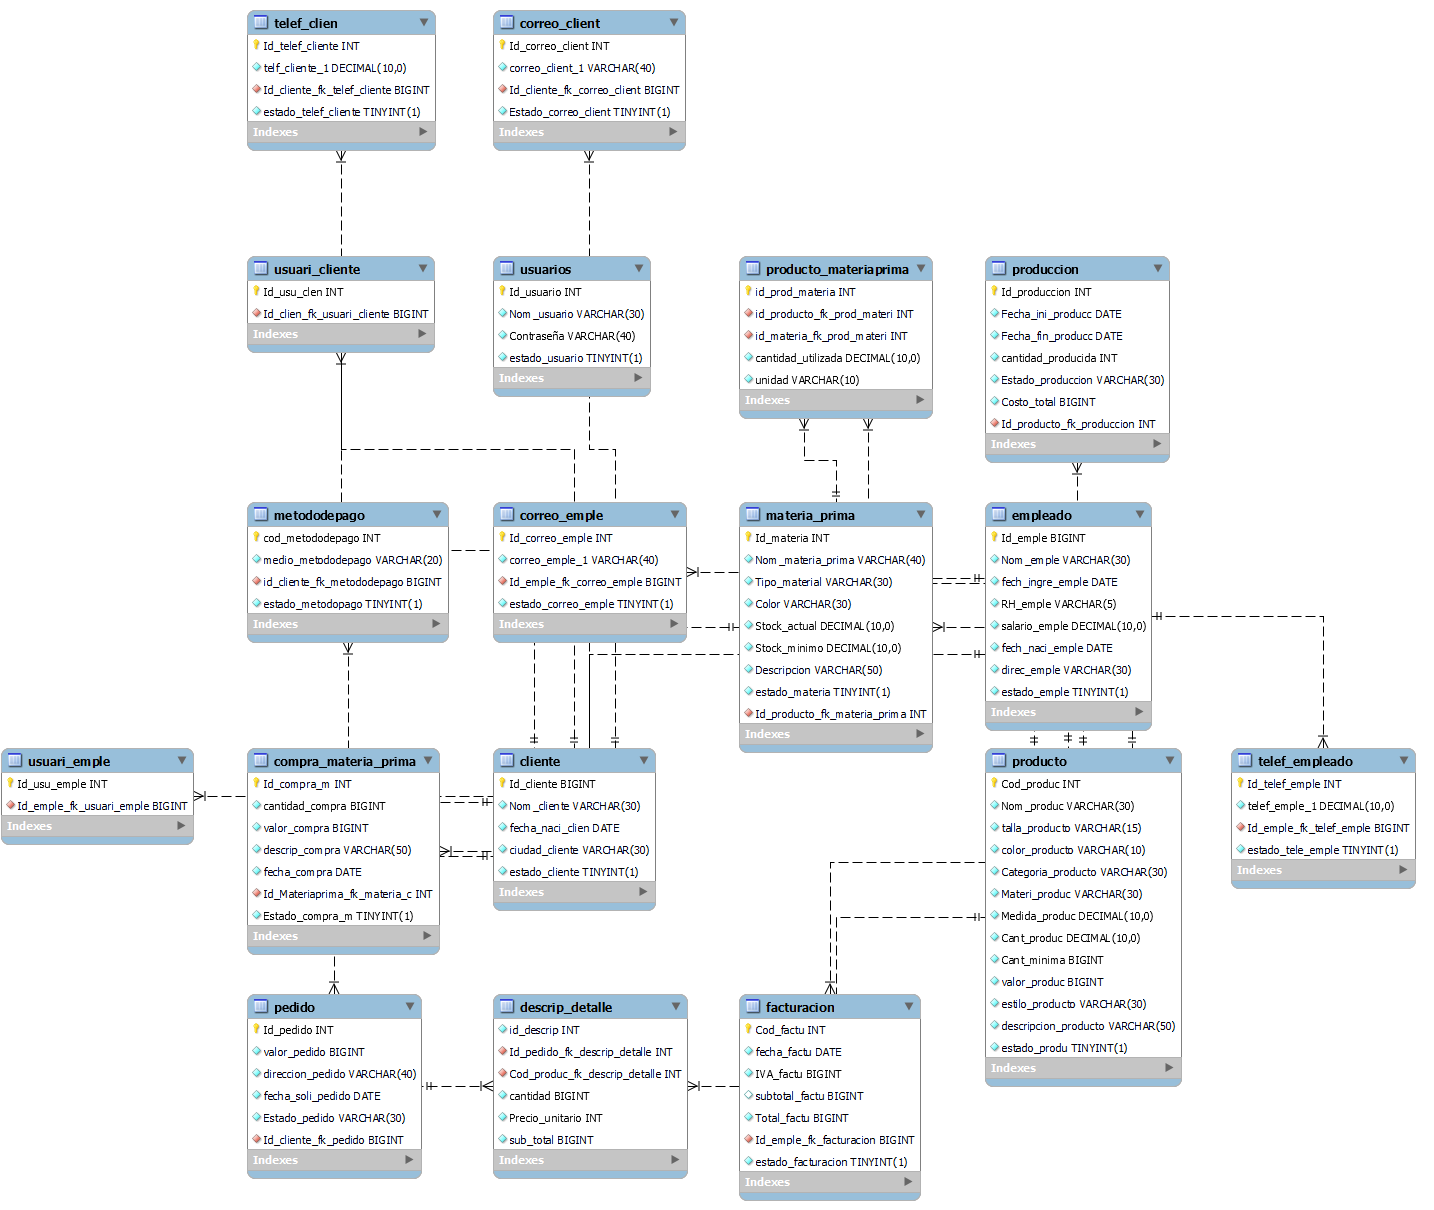 telef_clien
Id_telef_cliente INT
telf_cliente_1 DECIMAL(10,0)
Id_cliente_fk_telef_cliente BIGINT
estado_telef_cliente TINYINT(1)
Indexes
correo_client
Id_correo_client INT
correo_client_1 VARCHAR(40)
Id_cliente_fk_correo_client BIGINT
Estado_correo_client TINYINT(1)
Indexes
usuari_cliente
Id_usu_clen INT
Id_clien_fk_usuari_cliente BIGINT
Indexes
usuarios
Id_usuario INT
Nom_usuario VARCHAR(30)
Contraseña VARCHAR(40)
estado_usuario TINYINT(1)
Indexes
producto_materiaprima
id_prod_materia INT
id_producto_fk_prod_materi INT
id_materia_fk_prod_materi INT
cantidad_utilizada DECIMAL(10,0)
unidad VARCHAR(10)
Indexes
produccion
Id_produccion INT
Fecha_ini_producc DATE
Fecha_fin_producc DATE
cantidad_producida INT
Estado_produccion VARCHAR(30)
Costo_total BIGINT
Id_producto_fk_produccion INT
Indexes
metododepago
cod_metododepago INT
medio_metododepago VARCHAR(20)
id_cliente_fk_metododepago BIGINT
estado_metodopago TINYINT(1)
Indexes
correo_emple
Id_correo_emple INT
correo_emple_1 VARCHAR(40)
Id_emple_fk_correo_emple BIGINT
estado_correo_emple TINYINT(1)
Indexes
materia_prima
Id_materia INT
Nom_materia_prima VARCHAR(40)
Tipo_material VARCHAR(30)
Color VARCHAR(30)
Stock_actual DECIMAL(10,0)
Stock_minimo DECIMAL(10,0)
Descripcion VARCHAR(50)
estado_materia TINYINT(1)
Id_producto_fk_materia_prima INT
Indexes
empleado
Id_emple BIGINT
Nom_emple VARCHAR(30)
fech_ingre_emple DATE
RH_emple VARCHAR(5)
salario_emple DECIMAL(10,0)
fech_naci_emple DATE
direc_emple VARCHAR(30)
estado_emple TINYINT(1)
Indexes
usuari_emple
Id_usu_emple INT
Id_emple_fk_usuari_emple BIGINT
Indexes
compra_materia_prima
Id_compra_m INT
cantidad_compra BIGINT
valor_compra BIGINT
descrip_compra VARCHAR(50)
fecha_compra DATE
Id_Materiaprima_fk_materia_c INT
Estado_compra_m TINYINT(1)
Indexes
cliente
Id_cliente BIGINT
Nom_cliente VARCHAR(30)
fecha_naci_clien DATE
ciudad_cliente VARCHAR(30)
estado_cliente TINYINT(1)
Indexes
producto
Cod_produc INT
Nom_produc VARCHAR(30)
talla_producto VARCHAR(15)
color_producto VARCHAR(10)
Categoria_producto VARCHAR(30)
Materi_produc VARCHAR(30)
Medida_produc DECIMAL(10,0)
Cant_produc DECIMAL(10,0)
Cant_minima BIGINT
valor_produc BIGINT
estilo_producto VARCHAR(30)
descripcion_producto VARCHAR(50)
estado_produ TINYINT(1)
Indexes
telef_empleado
Id_telef_emple INT
telef_emple_1 DECIMAL(10,0)
Id_emple_fk_telef_emple BIGINT
estado_tele_emple TINYINT(1)
Indexes
pedido
Id_pedido INT
valor_pedido BIGINT
direccion_pedido VARCHAR(40)
fecha_soli_pedido DATE
Estado_pedido VARCHAR(30)
Id_cliente_fk_pedido BIGINT
Indexes
descrip_detalle
id_descrip INT
Id_pedido_fk_descrip_detalle INT
Cod_produc_fk_descrip_detalle INT
cantidad BIGINT
Precio_unitario INT
sub_total BIGINT
Indexes
facturacion
Cod_factu INT
fecha_factu DATE
IVA_factu BIGINT
subtotal_factu BIGINT
Total_factu BIGINT
Id_emple_fk_facturacion BIGINT
estado_facturacion TINYINT(1)
Indexes